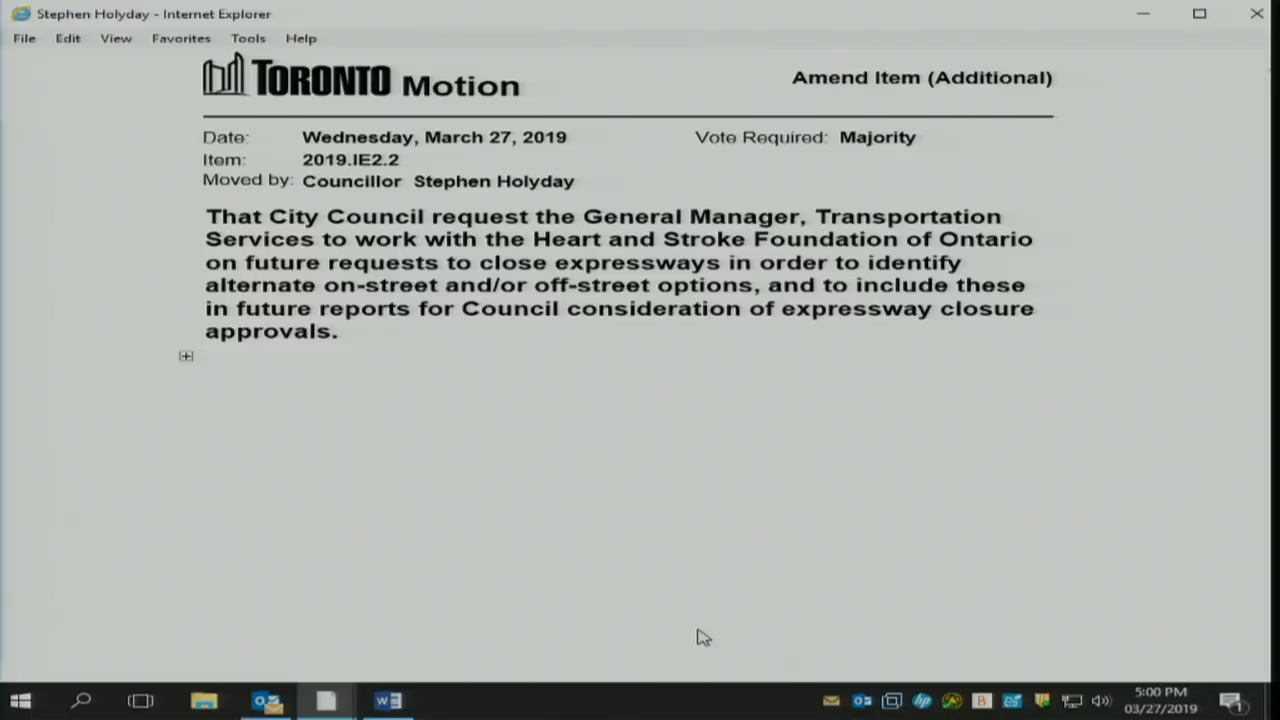 Stephen Holyday - Internet Explorer
File Edit View Favorites Tools Help
TORONTO Motion
Amend Item (Additional)
Date: Wednesday, March 27, 2019 Vote Required: Majority
Item: 2019.IE2.2
Moved by: Councillor Stephen Holyday
That City Council request the General Manager, Transportation
Services to work with the Heart and Stroke Foundation of Ontario
on future requests to close expressways in order to identify
alternate on-street and/or off-street options, and to include these
in future reports for Council consideration of expressway closure
approvals.
5:00 PM
03/27/2019